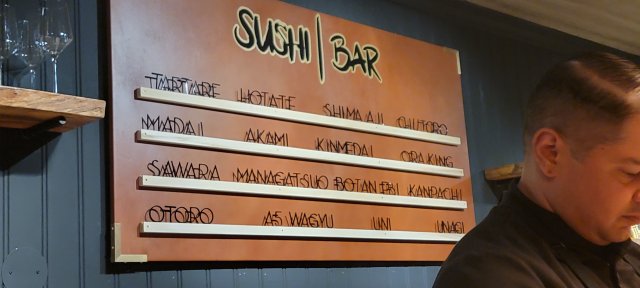 SUSHI | BAR
TARTARE HOTATE SHIMA AJI CHUTORO
MADAI AKAMI KINMEDAI ORA KING
SAWARA MANAGATSUO BOTAN EBI KANPACHI
OTORO A5 WAGYU UNI UNAGI